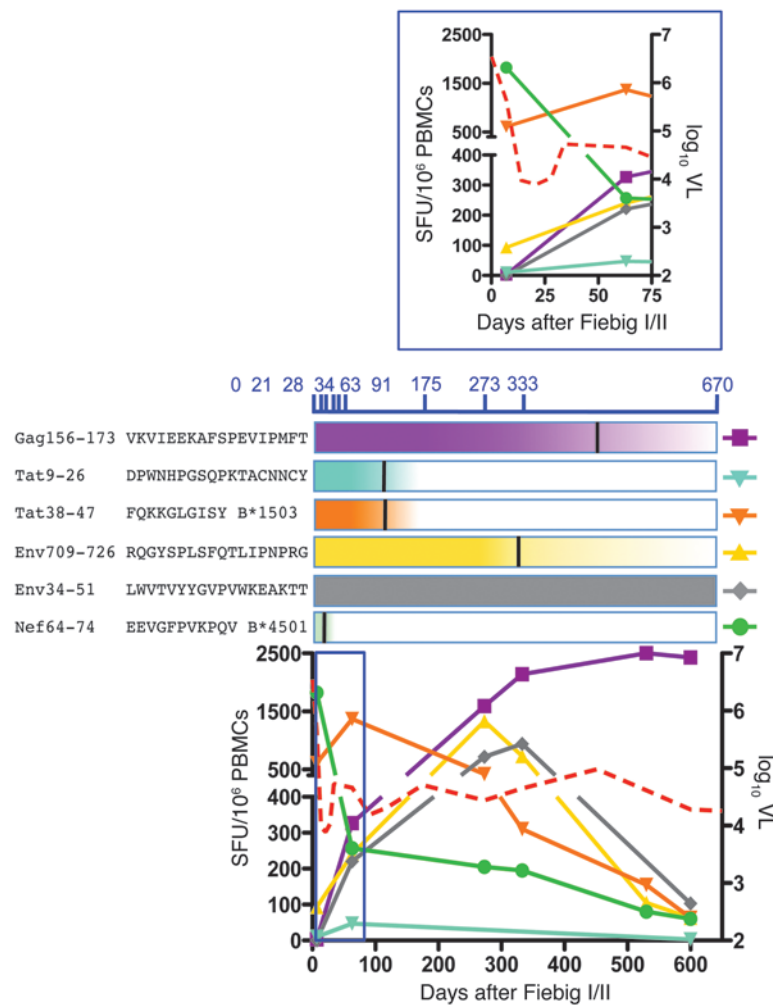 2500
7
1500
6
500
5
400
4
300
200
3
100
0
2
SFU/10⁶ PBMCs
log₁₀ VL
0 25 50 75
Days after Fiebig I/II
0 21 28 34 63 91 175 273 333 670
Gag156-173 VKVIEEKAFSPEVIPMFT
Tat9-26 DPWNHPGSQPKTACNNCY
Tat38-47 FQKKGLGISY B*1503
Env709-726 RQGYSPLSFQTLIPNPRG
Env34-51 LWVTVYYGVPVWKEAKTT
Nef64-74 EEVGFPVKPQV B*4501
2500
7
1500
6
500
5
400
4
300
200
3
100
0
2
SFU/10⁶ PBMCs
log₁₀ VL
0 100 200 300 400 500 600
Days after Fiebig I/II